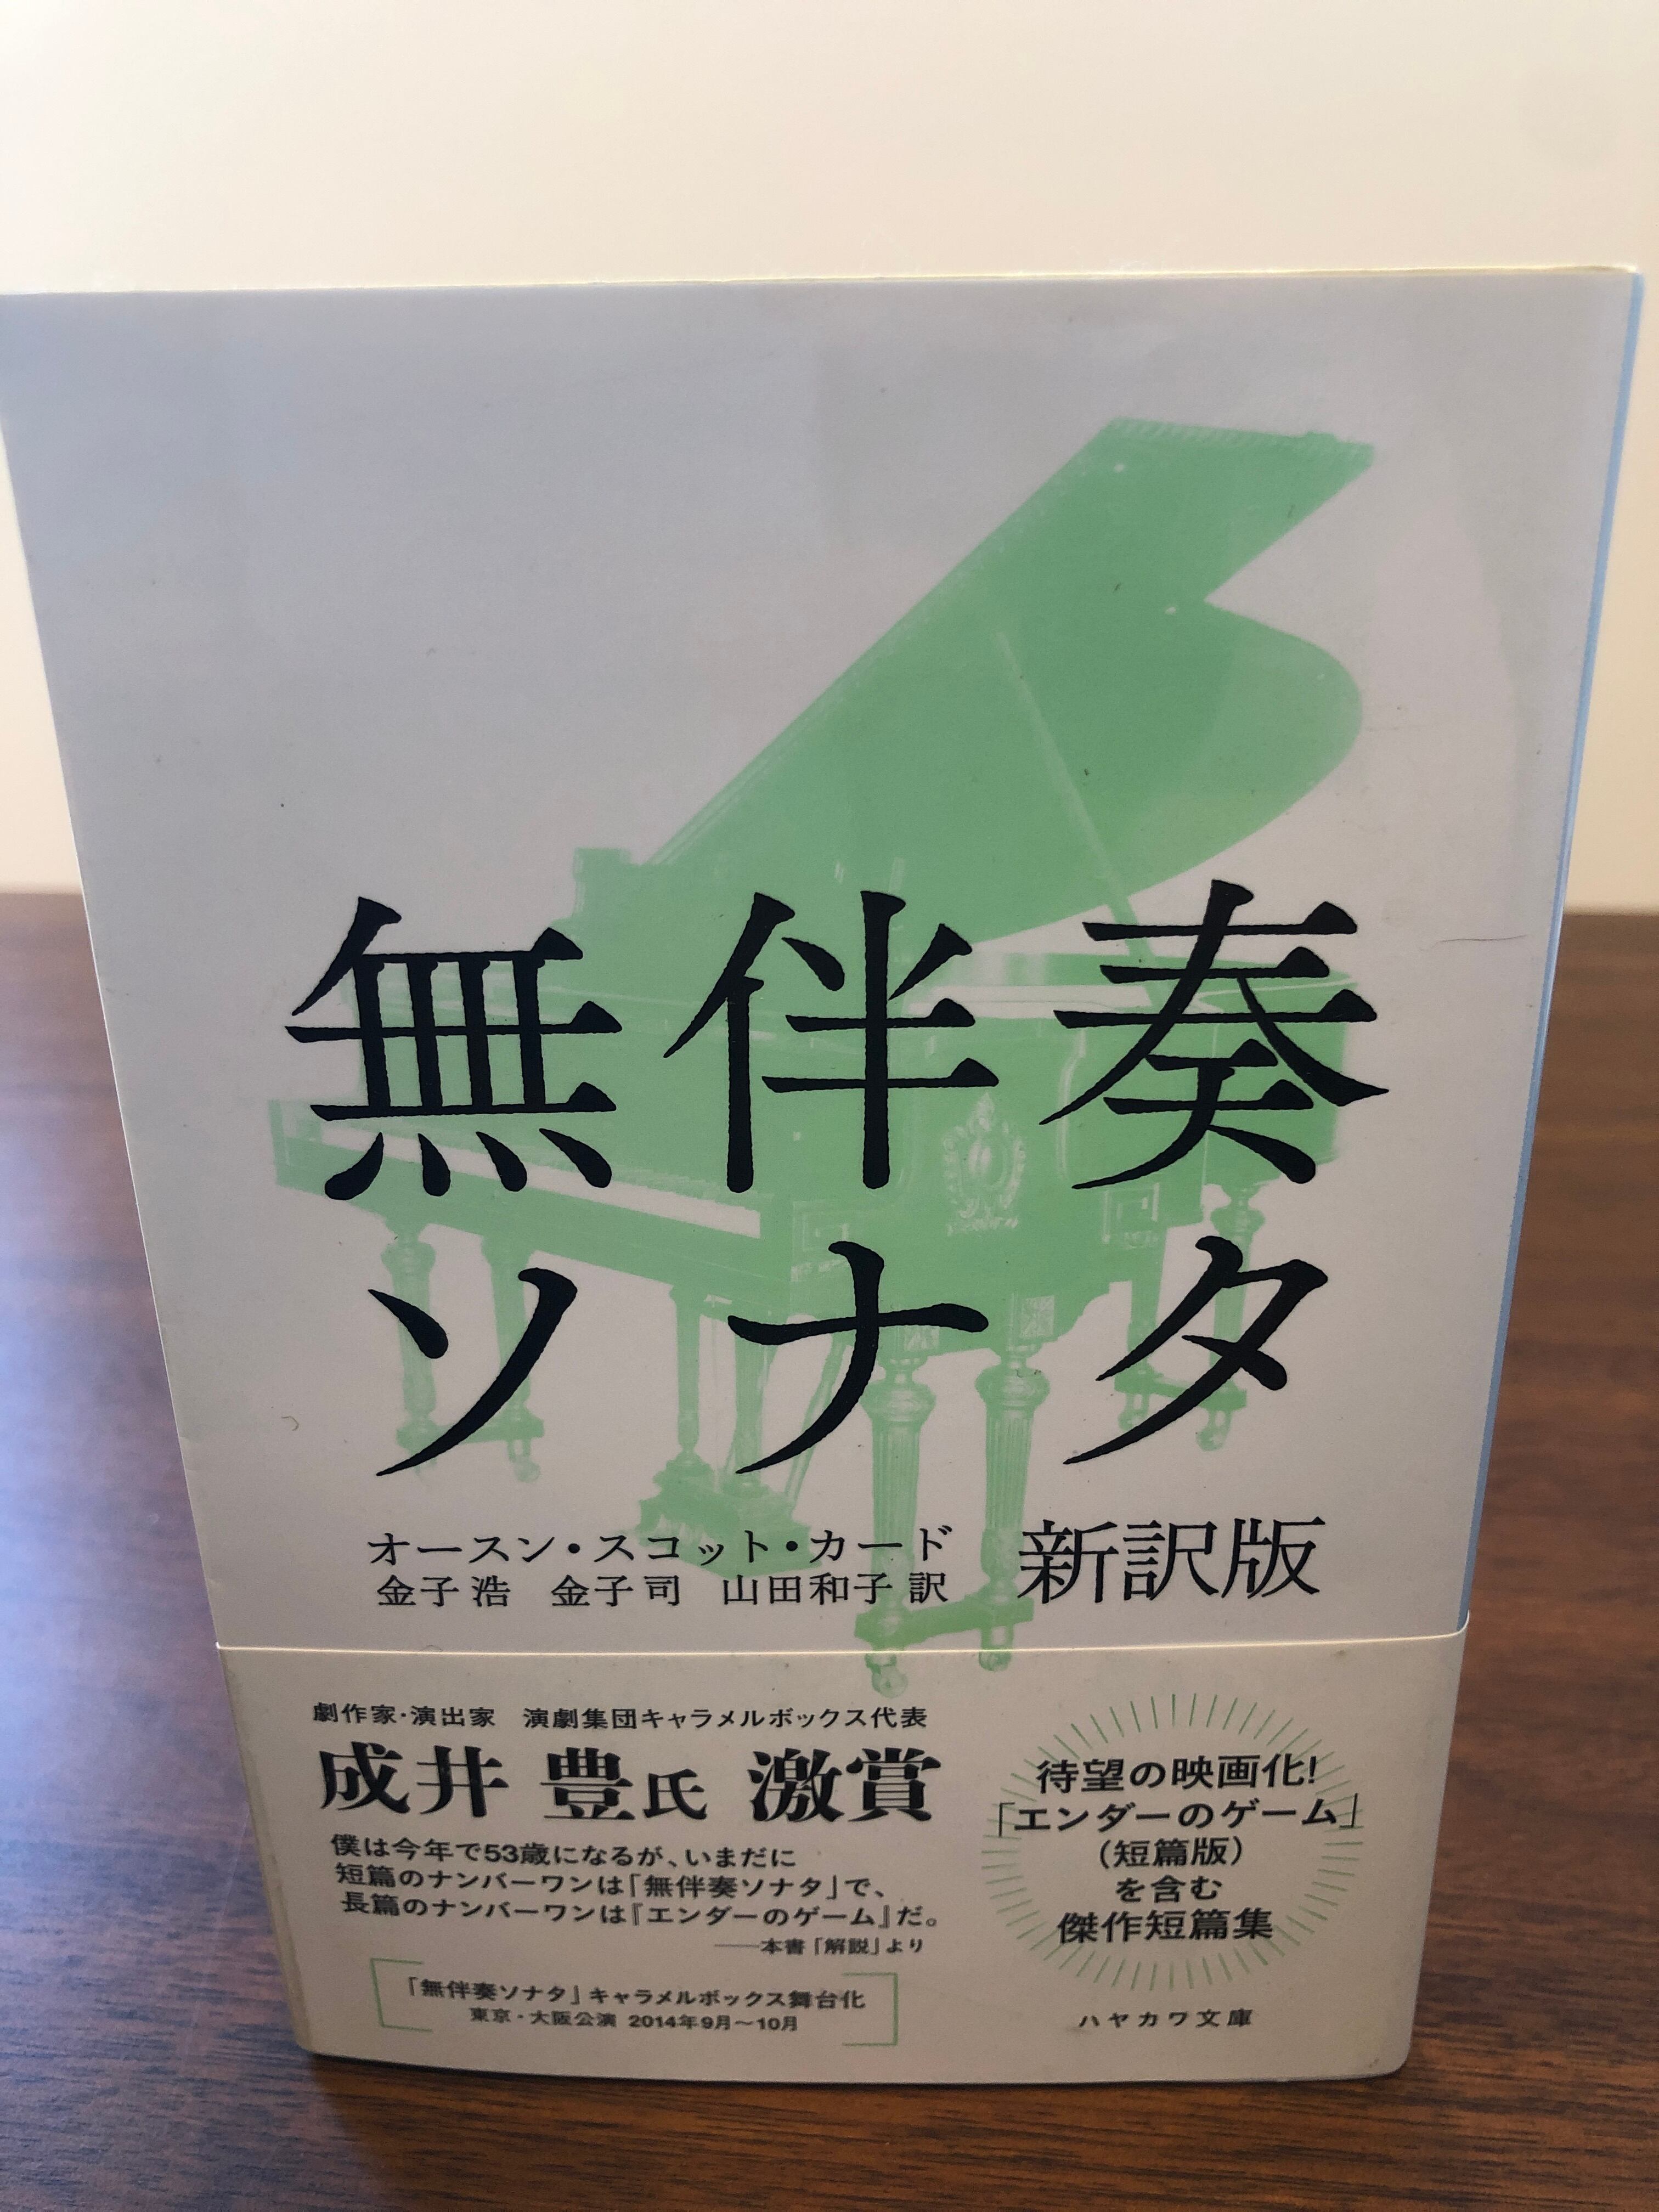 無伴奏
ソナタ
オースン・スコット・カード
金子 浩　金子 司　山田和子 訳
新訳版
劇作家・演出家　演劇集団キャラメルボックス代表
成井 豊氏 激賞
僕は今年で53歳になるが、いまだに
短篇のナンバーワンは「無伴奏ソナタ」で、
長篇のナンバーワンは『エンダーのゲーム』だ。
──本書「解説」より
「無伴奏ソナタ」キャラメルボックス舞台化
東京・大阪公演 2014年9月～10月
待望の映画化!
「エンダーのゲーム」
(短篇版)
を含む
傑作短篇集
ハヤカワ文庫